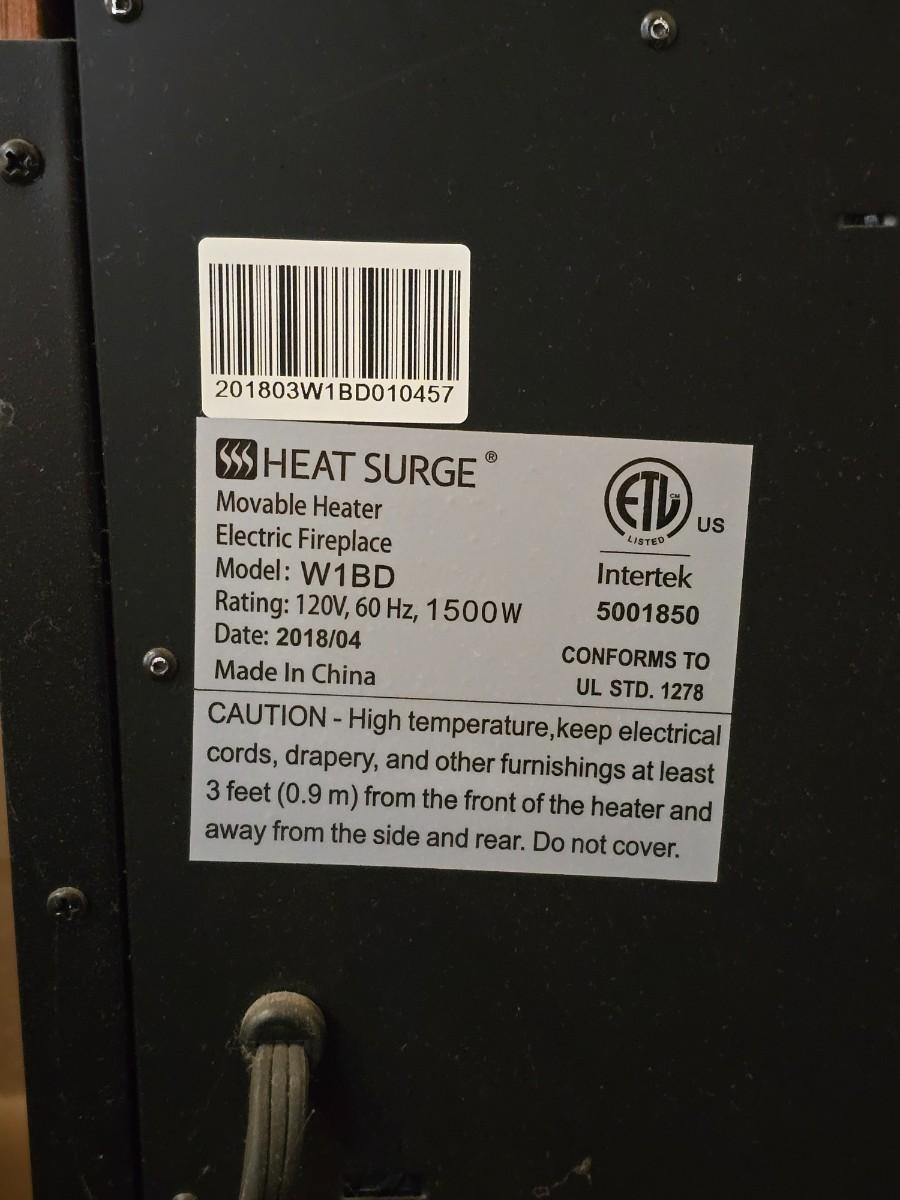 201803W1BD010457
HEAT SURGE®
Movable Heater
Electric Fireplace
Model: W1BD
Rating: 120V, 60 Hz, 1500W
Date: 2018/04
Made In China
ETL CM
LISTED
US
Intertek
5001850
CONFORMS TO
UL STD. 1278
CAUTION - High temperature,keep electrical
cords, drapery, and other furnishings at least
3 feet (0.9 m) from the front of the heater and
away from the side and rear. Do not cover.